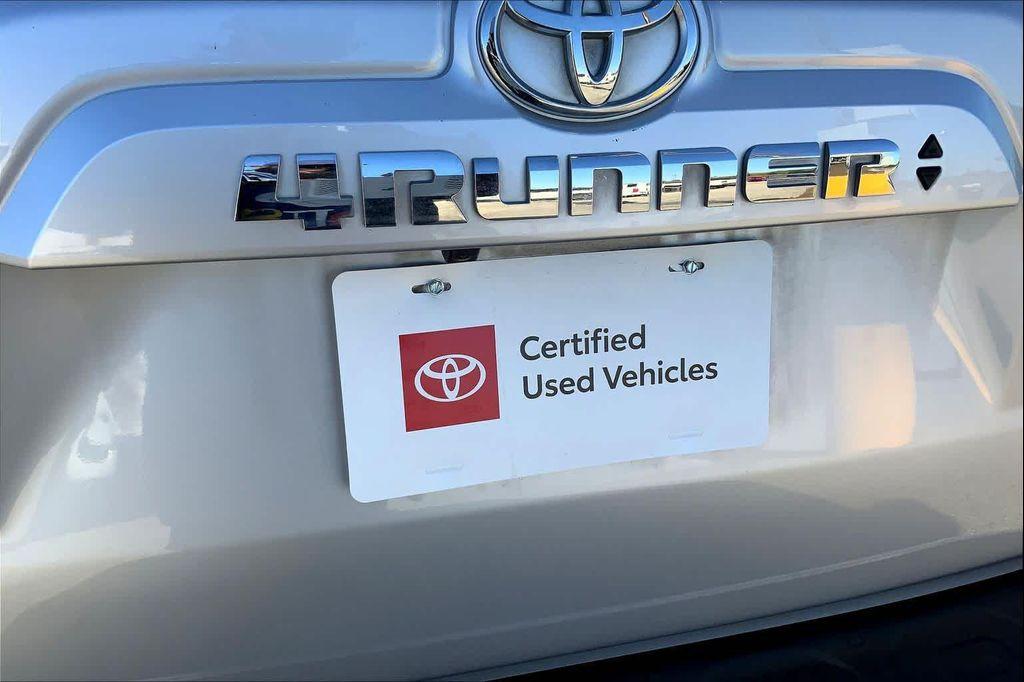 4RUNNER
Certified
Used Vehicles